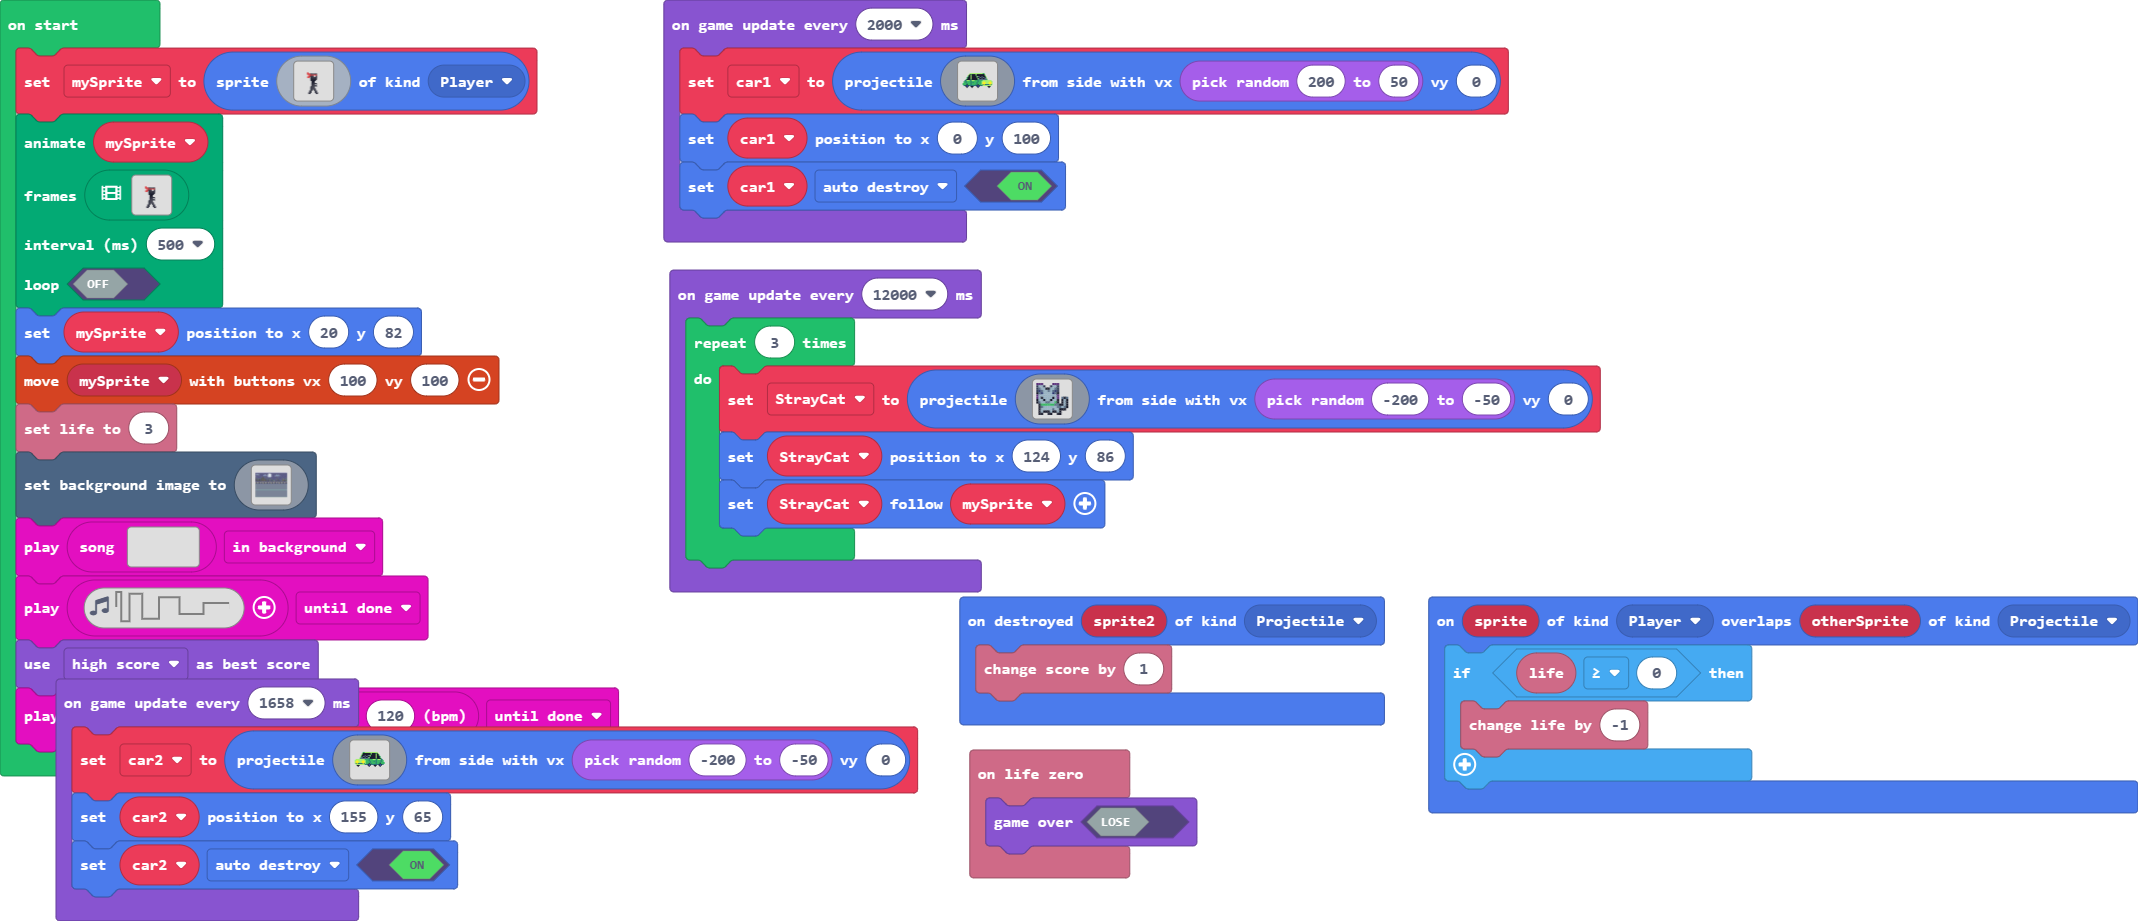 on start
set mySprite to sprite of kind Player
animate mySprite
frames
interval (ms) 500
loop OFF
set mySprite position to x 20 y 82
move mySprite with buttons vx 100 vy 100
set life to 3
set background image to
play song in background
play until done
use high score as best score
play 120 (bpm) until done
on game update every 1658 ms
set car2 to projectile from side with vx pick random -200 to -50 vy 0
set car2 position to x 155 y 65
set car2 auto destroy ON
on game update every 2000 ms
set car1 to projectile from side with vx pick random 200 to 50 vy 0
set car1 position to x 0 y 100
set car1 auto destroy ON
on game update every 12000 ms
repeat 3 times
do
set StrayCat to projectile from side with vx pick random -200 to -50 vy 0
set StrayCat position to x 124 y 86
set StrayCat follow mySprite
on destroyed sprite2 of kind Projectile
change score by 1
on life zero
game over LOSE
on sprite of kind Player overlaps otherSprite of kind Projectile
if life ≥ 0 then
change life by -1